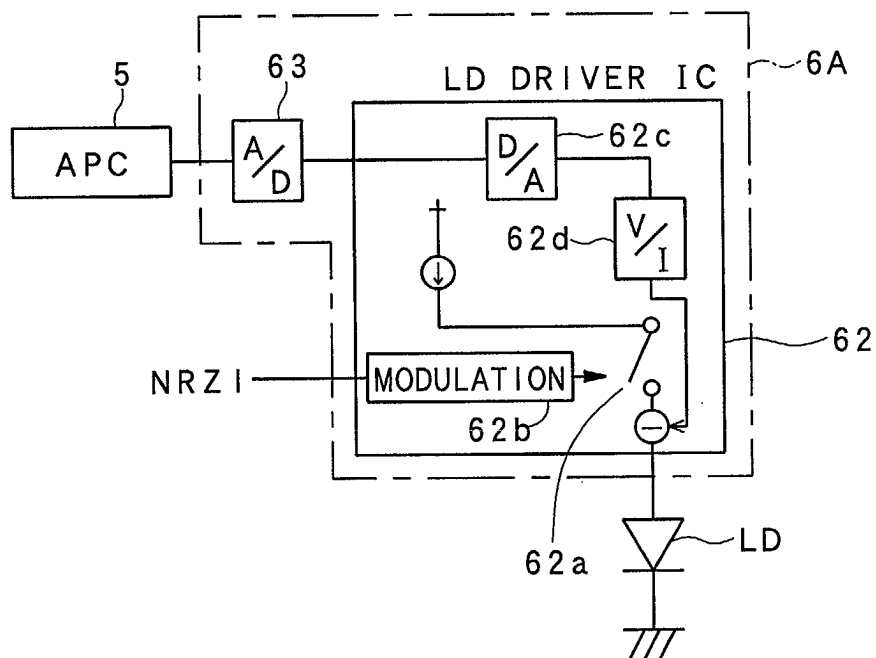 5
63
LD DRIVER IC
6A
APC
A/D
D/A
62c
62d
V/I
62
NRZI
MODULATION
62b
62a
LD